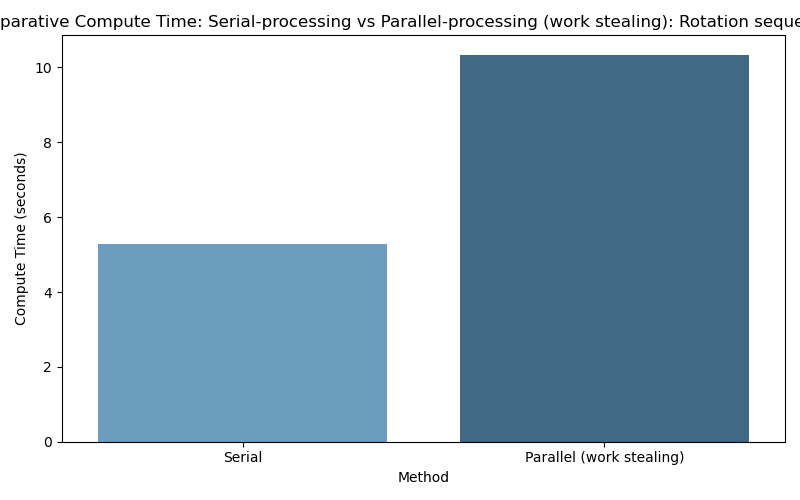 parative Compute Time: Serial-processing vs Parallel-processing (work stealing): Rotation seque
10
8
6
4
2
0
Compute Time (seconds)
Serial
Parallel (work stealing)
Method